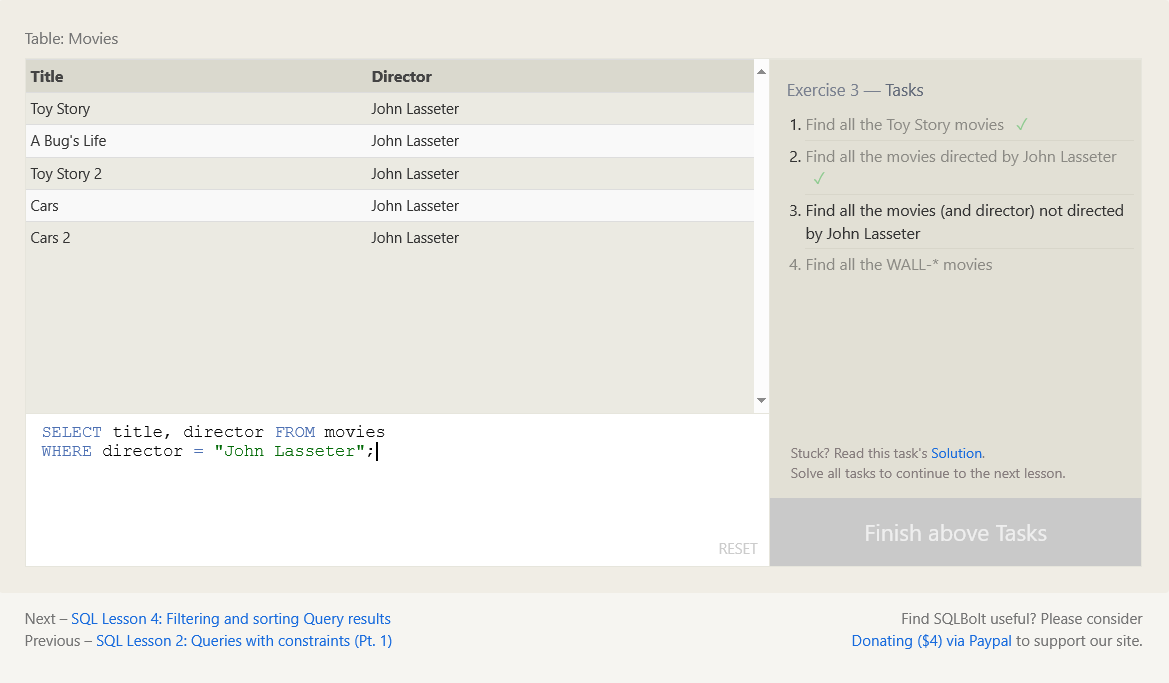 Table: Movies
Title Director
Toy Story John Lasseter
A Bug's Life John Lasseter
Toy Story 2 John Lasseter
Cars John Lasseter
Cars 2 John Lasseter
SELECT title, director FROM movies
WHERE director = "John Lasseter";
RESET
Exercise 3 — Tasks
1. Find all the Toy Story movies ✓
2. Find all the movies directed by John Lasseter
✓
3. Find all the movies (and director) not directed
by John Lasseter
4. Find all the WALL-* movies
Stuck? Read this task's Solution.
Solve all tasks to continue to the next lesson.
Finish above Tasks
Next – SQL Lesson 4: Filtering and sorting Query results
Previous – SQL Lesson 2: Queries with constraints (Pt. 1)
Find SQLBolt useful? Please consider
Donating ($4) via Paypal to support our site.